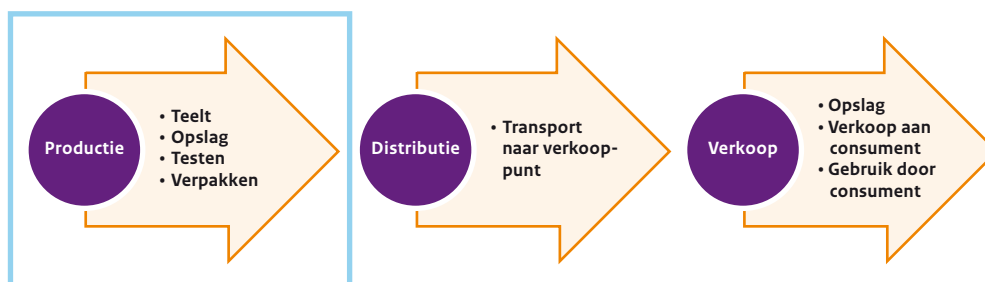 Productie
• Teelt
• Opslag
• Testen
• Verpakken
Distributie
• Transport
naar verkoop-
punt
Verkoop
• Opslag
• Verkoop aan
consument
• Gebruik door
consument